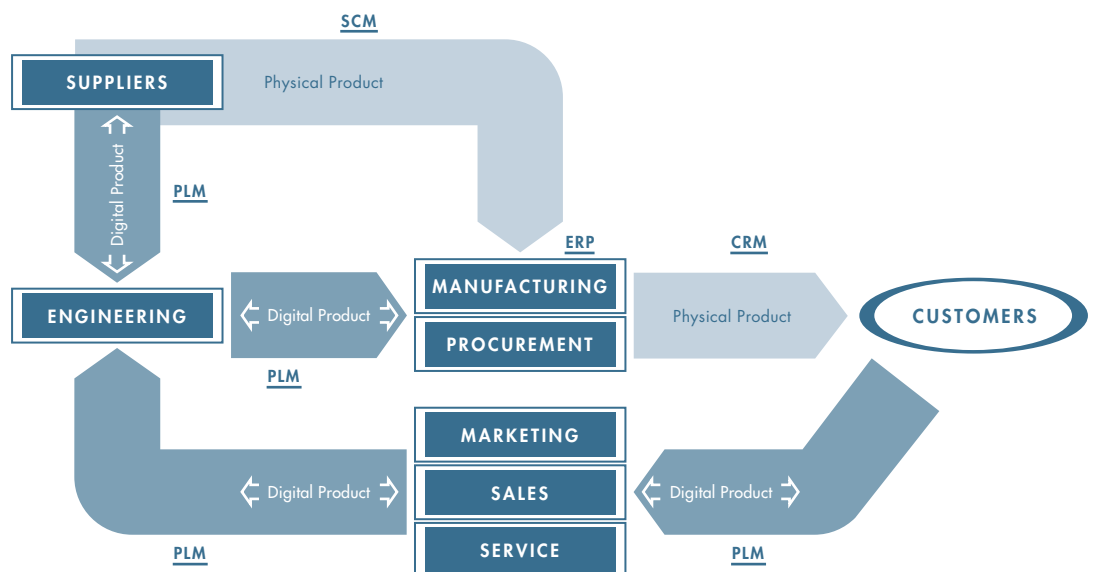 SCM
SUPPLIERS
Physical Product
Digital Product
PLM
ERP
CRM
MANUFACTURING
ENGINEERING
Digital Product
Physical Product
CUSTOMERS
PROCUREMENT
PLM
MARKETING
Digital Product
SALES
Digital Product
SERVICE
PLM
PLM